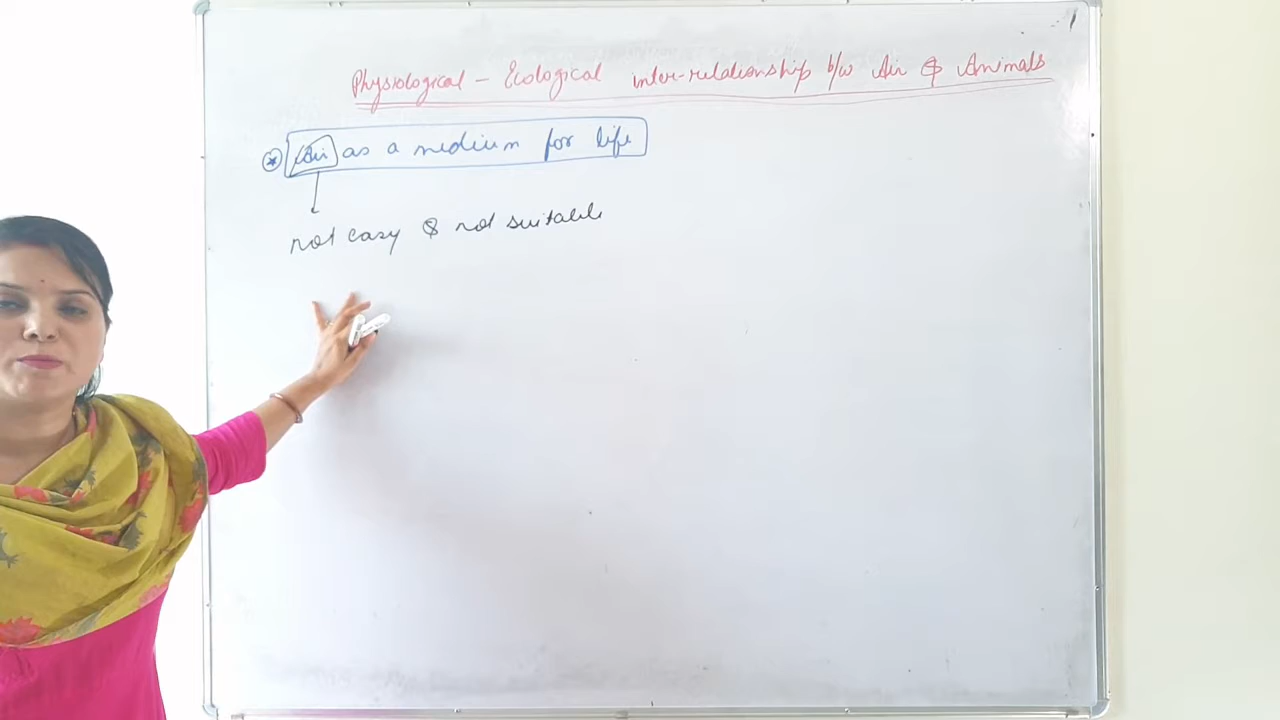 Physiological - Ecological inter-relationship b/w Air & Animals
* Air as a medium for life
not easy & not suitable